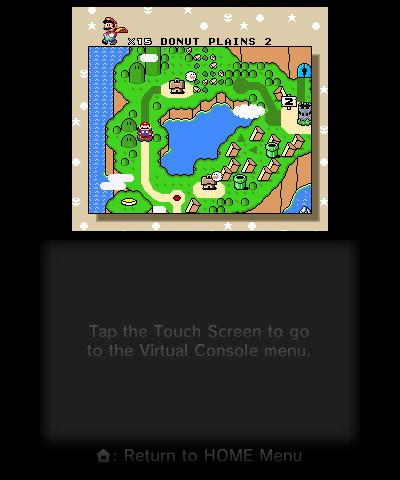 x15 DONUT PLAINS 2
2
Tap the Touch Screen to go
to the Virtual Console menu.
: Return to HOME Menu